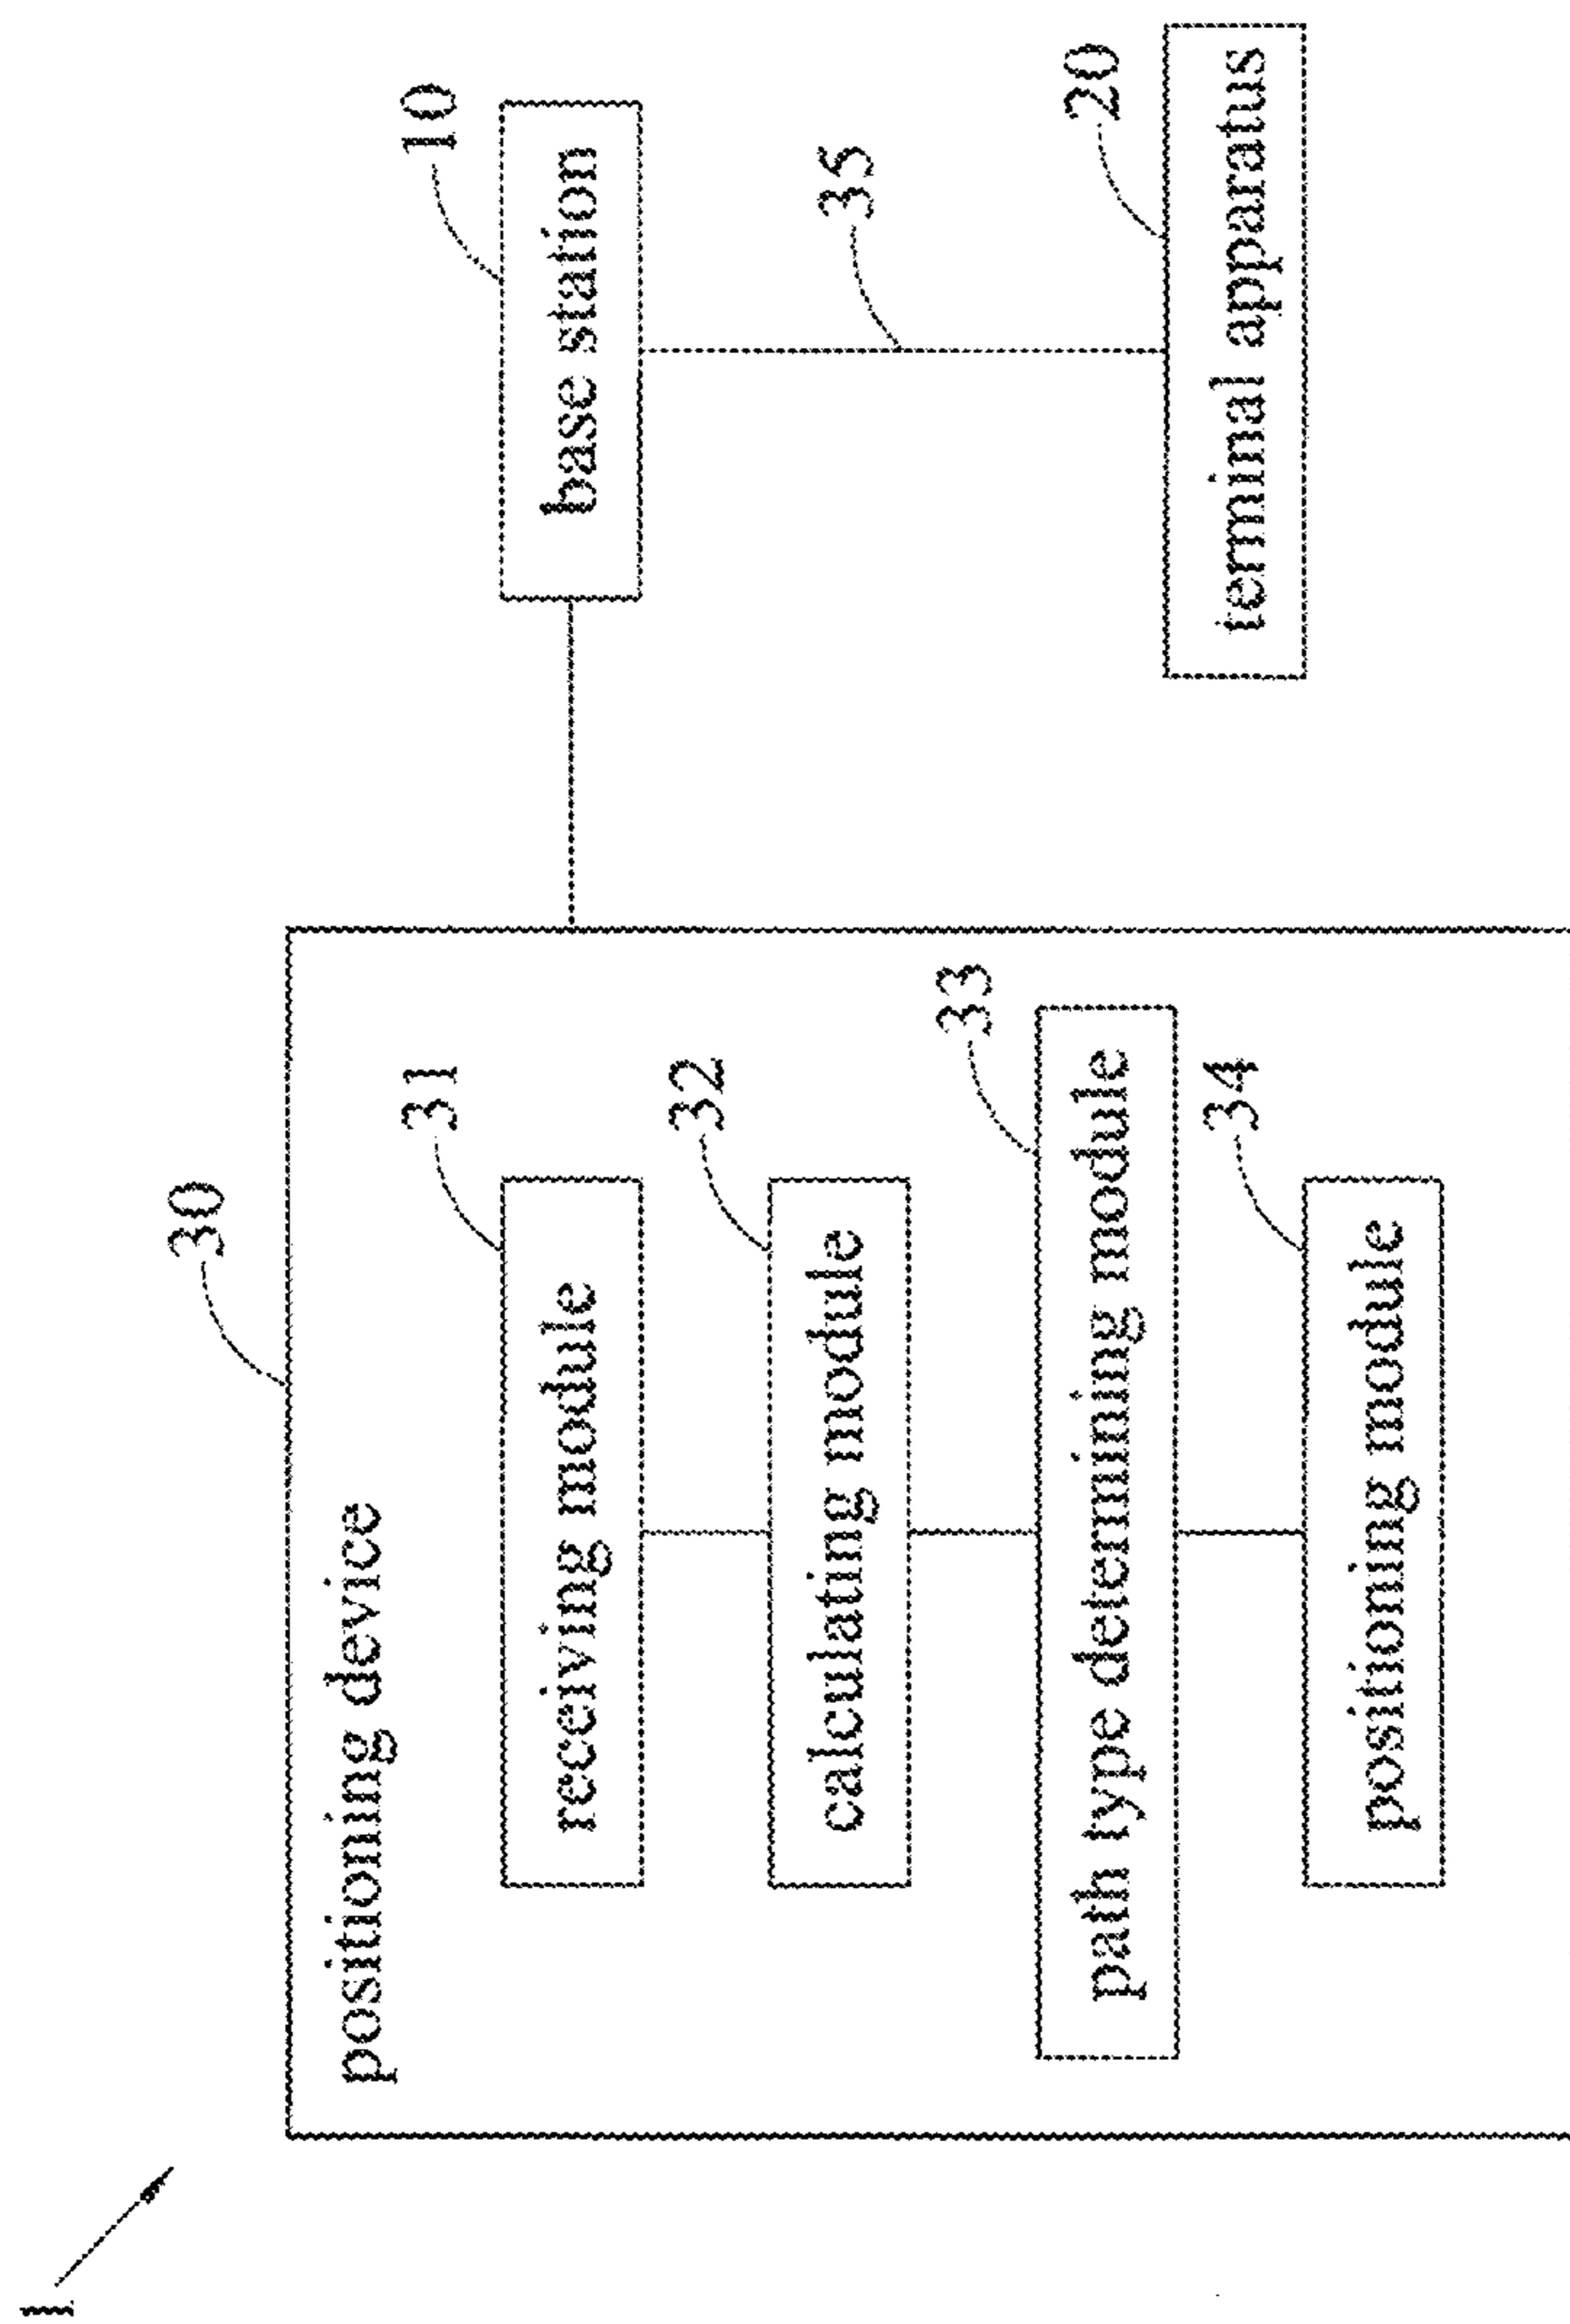 1
30
positioning device
31
receiving module
32
calculating module
33
path type determining module
34
positioning module
10
base station
35
20
terminal apparatus